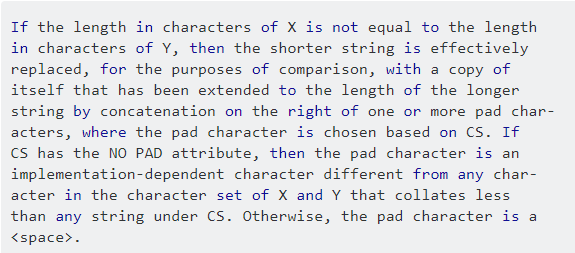 If the length in characters of X is not equal to the length
in characters of Y, then the shorter string is effectively
replaced, for the purposes of comparison, with a copy of
itself that has been extended to the length of the longer
string by concatenation on the right of one or more pad char-
acters, where the pad character is chosen based on CS. If
CS has the NO PAD attribute, then the pad character is an
implementation-dependent character different from any char-
acter in the character set of X and Y that collates less
than any string under CS. Otherwise, the pad character is a
<space>.